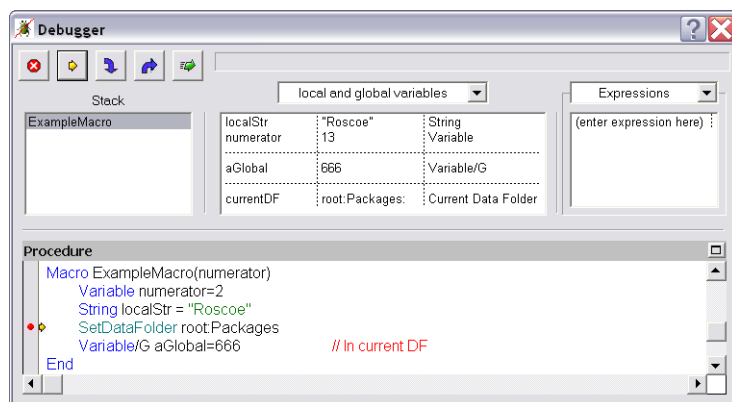 Debugger
Stack
local and global variables
Expressions
ExampleMacro
localStr "Roscoe" String
numerator 13 Variable
aGlobal 666 Variable/G
currentDF root:Packages: Current Data Folder
(enter expression here)
Procedure
Macro ExampleMacro(numerator)
Variable numerator=2
String localStr = "Roscoe"
SetDataFolder root:Packages
Variable/G aGlobal=666 // In current DF
End